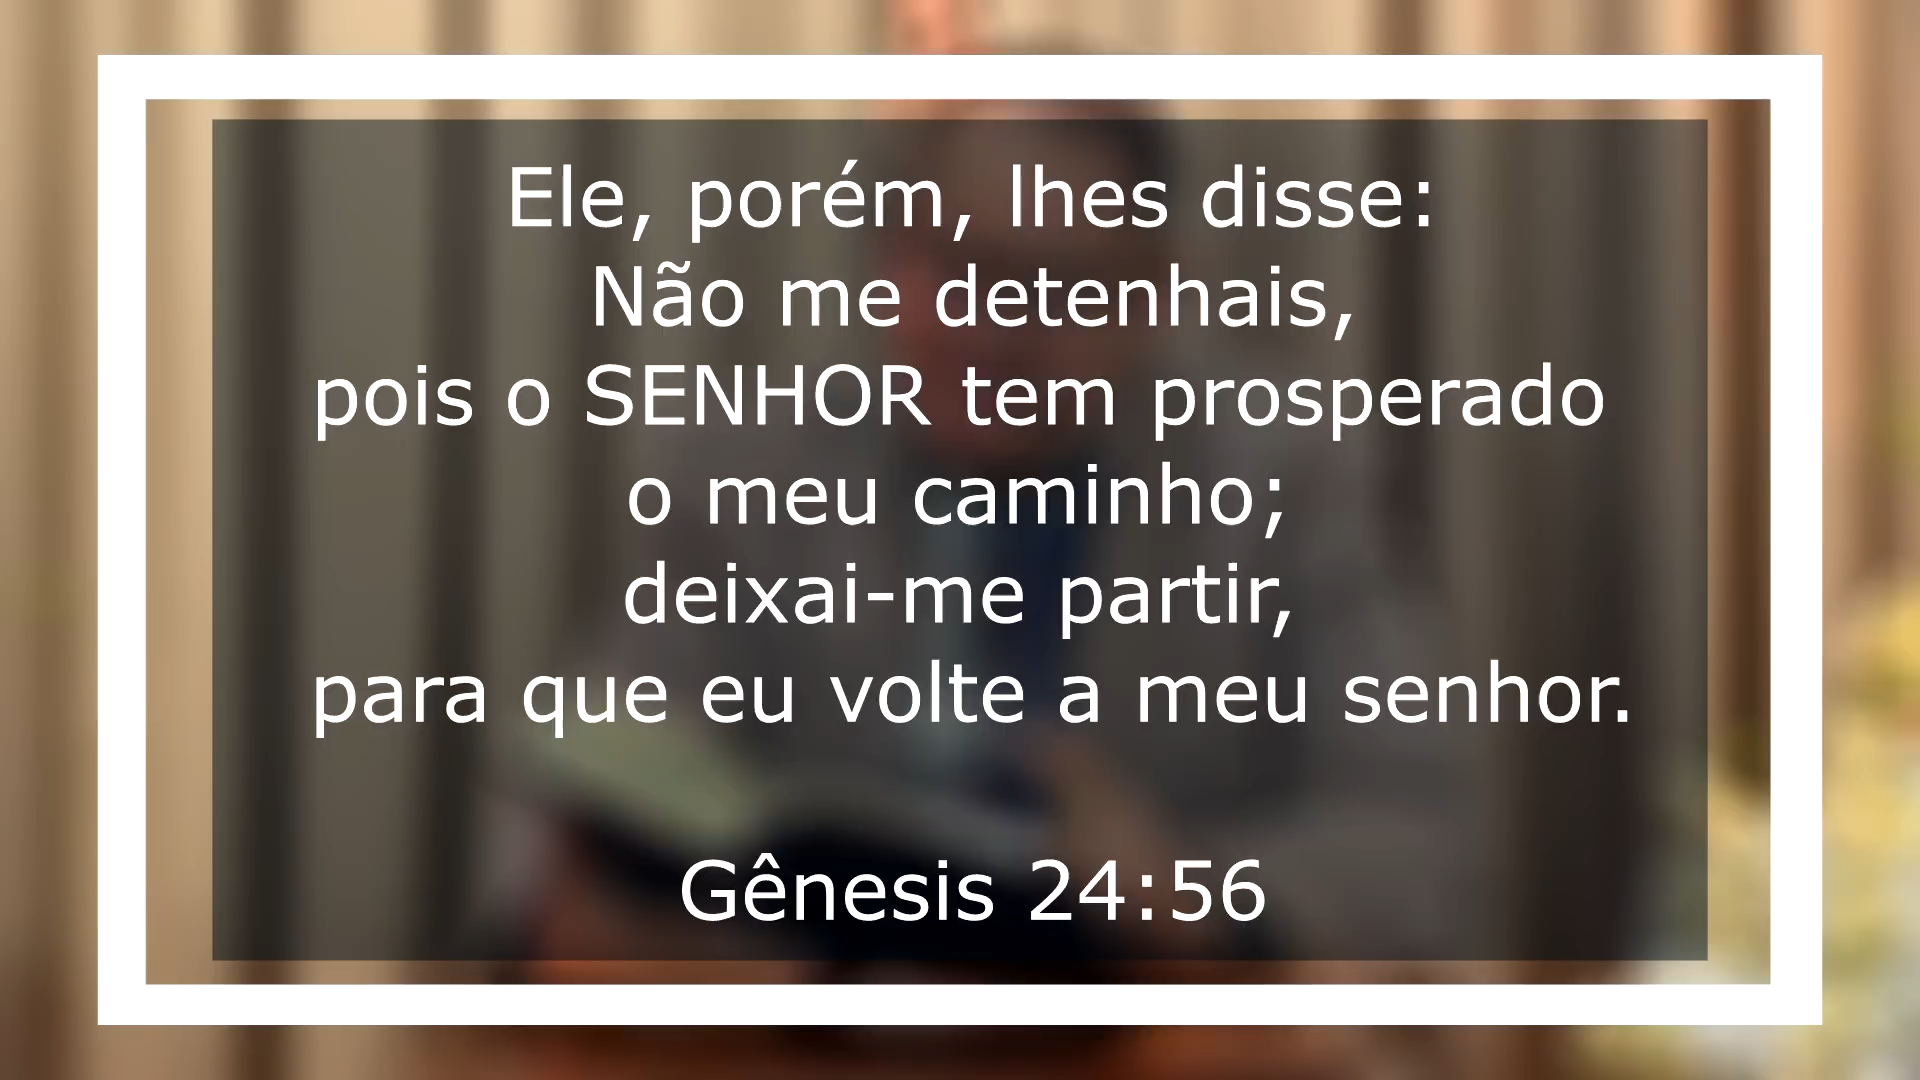 Ele, porém, lhes disse:
Não me detenhais,
pois o SENHOR tem prosperado
o meu caminho;
deixai-me partir,
para que eu volte a meu senhor.
Gênesis 24:56